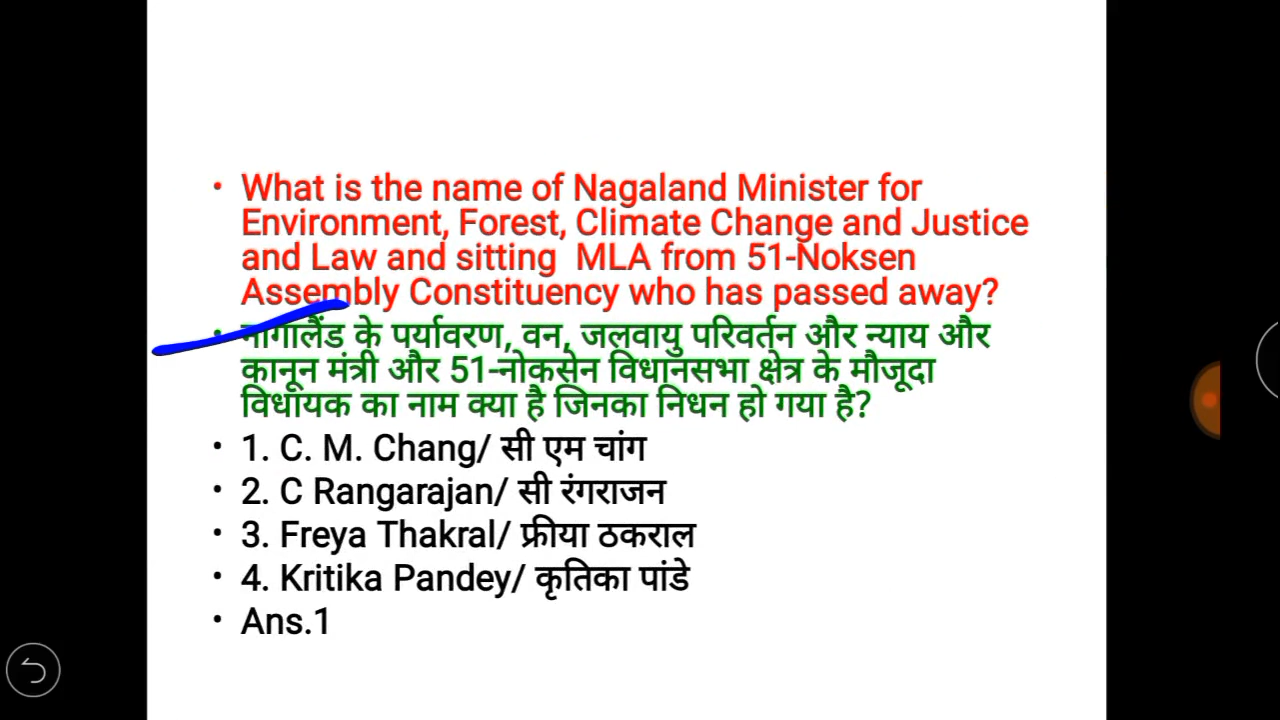 • What is the name of Nagaland Minister for
Environment, Forest, Climate Change and Justice
and Law and sitting MLA from 51-Noksen
Assembly Constituency who has passed away?
• नागालैंड के पर्यावरण, वन, जलवायु परिवर्तन और न्याय और
कानून मंत्री और 51-नोकसेन विधानसभा क्षेत्र के मौजूदा
विधायक का नाम क्या है जिनका निधन हो गया है?
• 1. C. M. Chang/ सी एम चांग
• 2. C Rangarajan/ सी रंगराजन
• 3. Freya Thakral/ फ्रीया ठकराल
• 4. Kritika Pandey/ कृतिका पांडे
• Ans.1